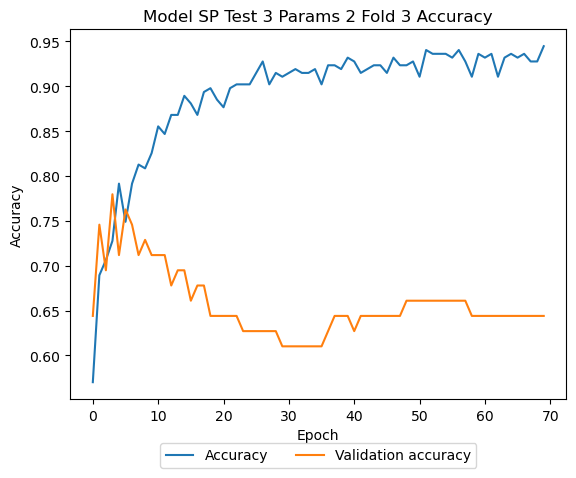 Model SP Test 3 Params 2 Fold 3 Accuracy
0.95
0.90
0.85
0.80
0.75
0.70
0.65
0.60
Accuracy
0 10 20 30 40 50 60 70
Epoch
Accuracy Validation accuracy